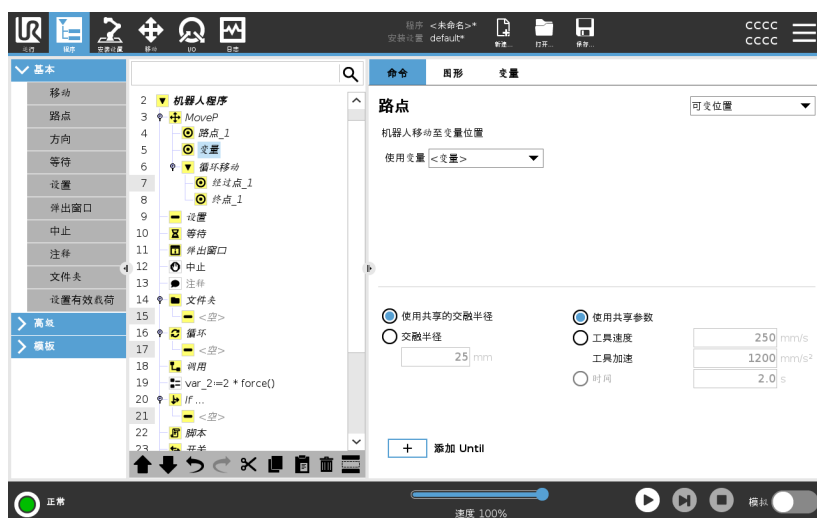 运行 程序 安装设置 移动 I/O 日志
程序 <未命名>*
安装设置 default*
新建... 打开... 保存...
CCCC
CCCC
基本
移动
路点
方向
等待
设置
弹出窗口
中止
注释
文件夹
设置有效载荷
高级
模板
2 机器人程序
3 MoveP
4 路点_1
5 变量
6 循环移动
7 经过点_1
8 终点_1
9 设置
10 等待
11 弹出窗口
12 中止
13 注释
14 文件夹
15 <空>
16 循环
17 <空>
18 调用
19 var_2:=2 * force()
20 If ...
21 <空>
22 脚本
23 开关
命令 图形 变量
路点
可变位置
机器人移动至变量位置
使用变量 <变量>
使用共享的交融半径
交融半径
25 mm
使用共享参数
工具速度 250 mm/s
工具加速 1200 mm/s²
时间 2.0 s
+ 添加 Until
正常
速度 100%
模拟